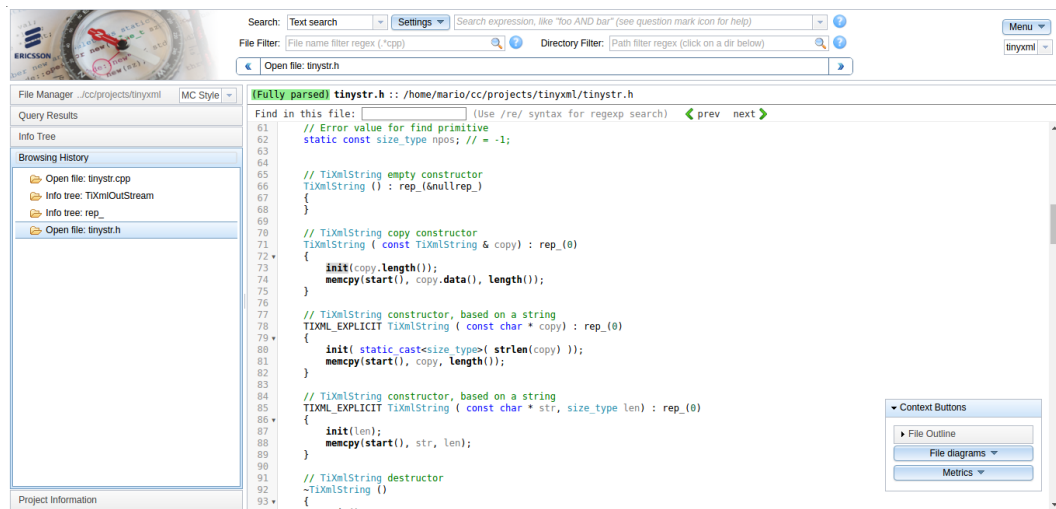 Search: Text search Settings Search expression, like "foo AND bar" (see question mark icon for help)
Menu
File Filter: File name filter regex (.*cpp) Directory Filter: Path filter regex (click on a dir below)
tinyxml
ERICSSON
Open file: tinystr.h
File Manager ../cc/projects/tinyxml MC Style
Query Results
Info Tree
Browsing History
Open file: tinystr.cpp
Info tree: TiXmlOutStream
Info tree: rep_
Open file: tinystr.h
Project Information
(Fully parsed) tinystr.h :: /home/mario/cc/projects/tinyxml/tinystr.h
Find in this file: (Use /re/ syntax for regexp search) prev next
61 // Error value for find primitive
62 static const size_type npos; // = -1;
63
64
65 // TiXmlString empty constructor
66 TiXmlString () : rep_(&nullrep_)
67 {
68 }
69
70 // TiXmlString copy constructor
71 TiXmlString ( const TiXmlString & copy) : rep_(0)
72 {
73 init(copy.length());
74 memcpy(start(), copy.data(), length());
75 }
76
77 // TiXmlString constructor, based on a string
78 TIXML_EXPLICIT TiXmlString ( const char * copy) : rep_(0)
79 {
80 init( static_cast<size_type>( strlen(copy) ));
81 memcpy(start(), copy, length());
82 }
83
84 // TiXmlString constructor, based on a string
85 TIXML_EXPLICIT TiXmlString ( const char * str, size_type len) : rep_(0)
86 {
87 init(len);
88 memcpy(start(), str, len);
89 }
90
91 // TiXmlString destructor
92 ~TiXmlString ()
93 {
Context Buttons
File Outline
File diagrams
Metrics